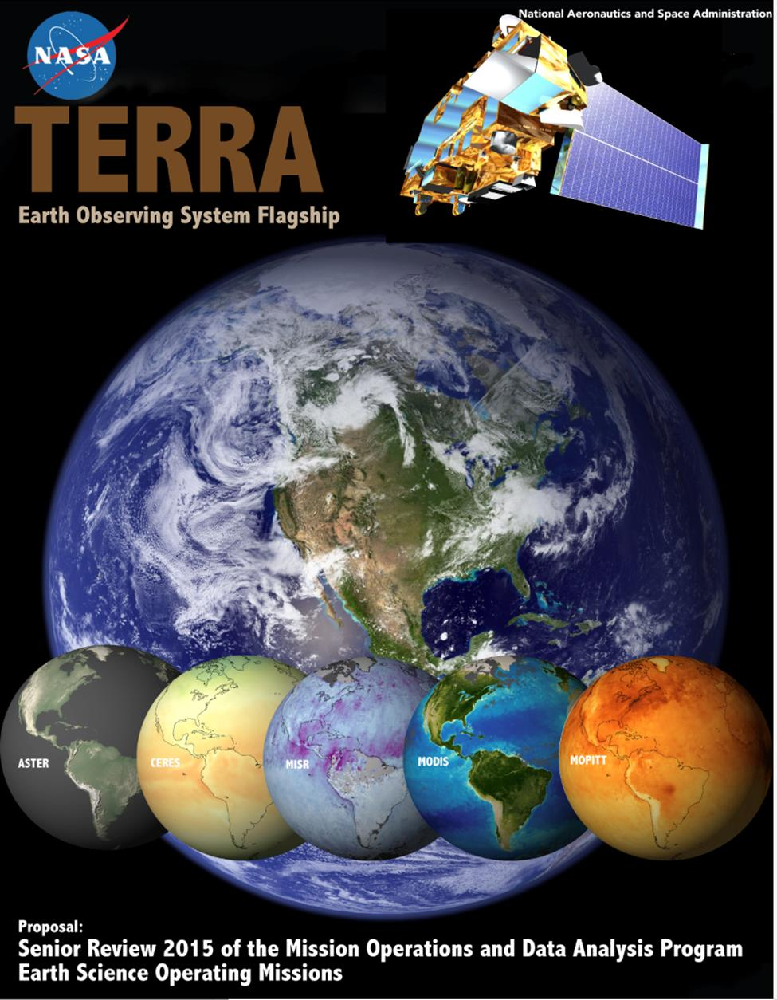 National Aeronautics and Space Administration
NASA
TERRA
Earth Observing System Flagship
ASTER
CERES
MISR
MODIS
MOPITT
Proposal:
Senior Review 2015 of the Mission Operations and Data Analysis Program
Earth Science Operating Missions